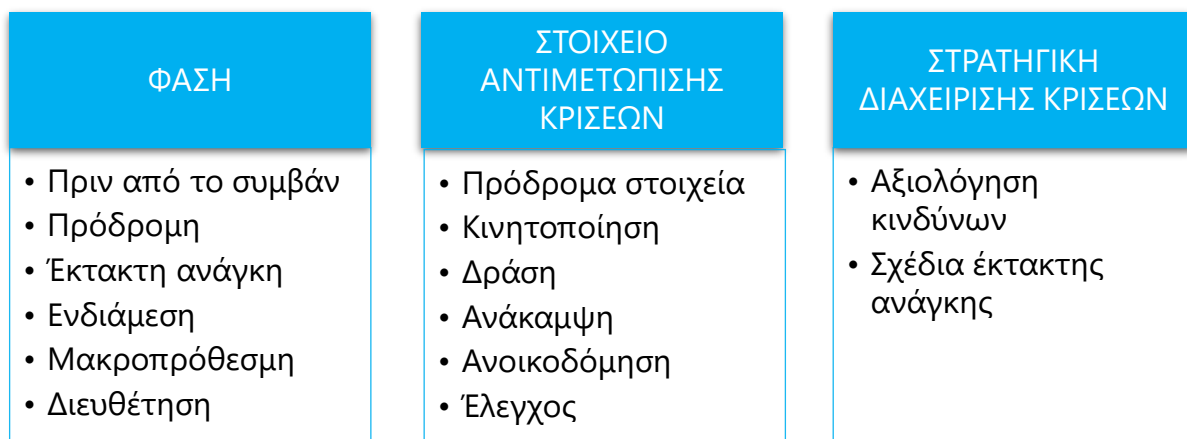 ΦΑΣΗ
• Πριν από το συμβάν
• Πρόδρομη
• Έκτακτη ανάγκη
• Ενδιάμεση
• Μακροπρόθεσμη
• Διευθέτηση
ΣΤΟΙΧΕΙΟ
ΑΝΤΙΜΕΤΩΠΙΣΗΣ
ΚΡΙΣΕΩΝ
• Πρόδρομα στοιχεία
• Κινητοποίηση
• Δράση
• Ανάκαμψη
• Ανοικοδόμηση
• Έλεγχος
ΣΤΡΑΤΗΓΙΚΗ
ΔΙΑΧΕΙΡΙΣΗΣ ΚΡΙΣΕΩΝ
• Αξιολόγηση
κινδύνων
• Σχέδια έκτακτης
ανάγκης